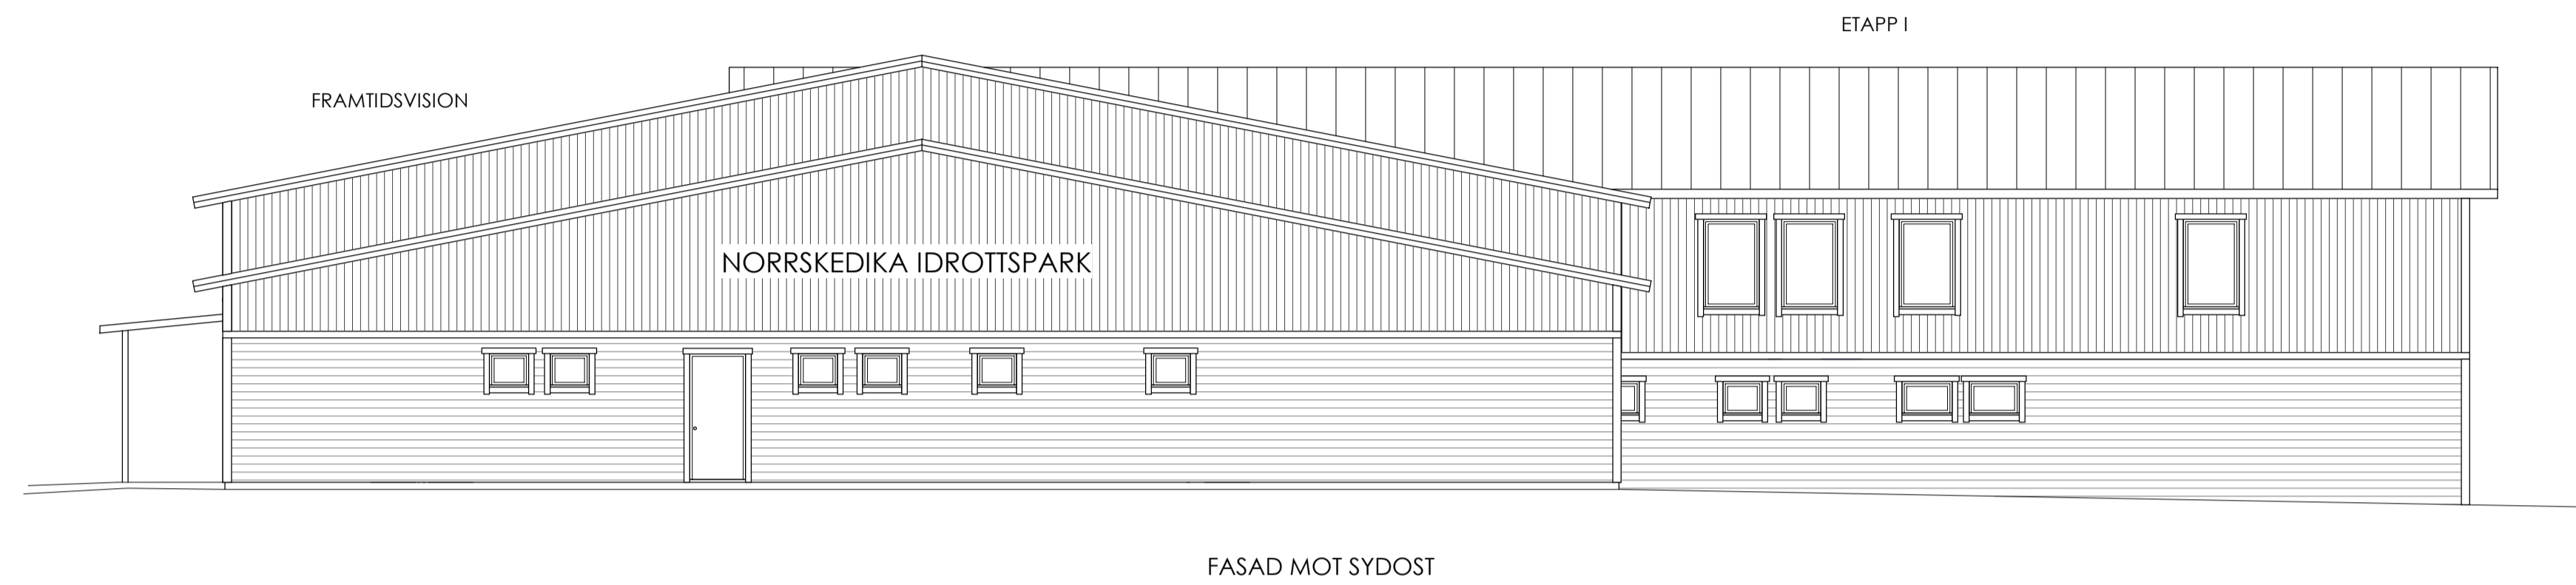 ETAPP I
FRAMTIDSVISION
NORRSKEDIKA IDROTTSPARK
FASAD MOT SYDOST